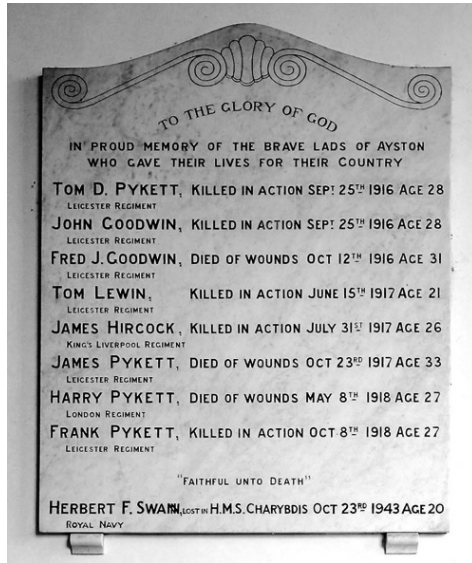 TO THE GLORY OF GOD
IN PROUD MEMORY OF THE BRAVE LADS OF AYSTON
WHO GAVE THEIR LIVES FOR THEIR COUNTRY
TOM D. PYKETT, KILLED IN ACTION SEPT 25TH 1916 AGE 28
LEICESTER REGIMENT
JOHN GOODWIN, KILLED IN ACTION SEPT 25TH 1916 AGE 28
LEICESTER REGIMENT
FRED J. GOODWIN, DIED OF WOUNDS OCT 12TH 1916 AGE 31
LEICESTER REGIMENT
TOM LEWIN, KILLED IN ACTION JUNE 15TH 1917 AGE 21
LEICESTER REGIMENT
JAMES HIRCOCK, KILLED IN ACTION JULY 31ST 1917 AGE 26
KING'S LIVERPOOL REGIMENT
JAMES PYKETT, DIED OF WOUNDS OCT 23RD 1917 AGE 33
LEICESTER REGIMENT
HARRY PYKETT, DIED OF WOUNDS MAY 8TH 1918 AGE 27
LONDON REGIMENT
FRANK PYKETT, KILLED IN ACTION OCT 8TH 1918 AGE 27
LEICESTER REGIMENT
"FAITHFUL UNTO DEATH"
HERBERT F. SWANN, LOST IN H.M.S. CHARYBDIS OCT 23RD 1943 AGE 20
ROYAL NAVY